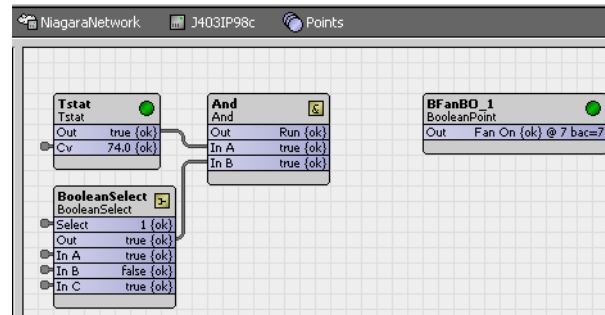 NiagaraNetwork J403IP98c Points
Tstat
Tstat
Out true {ok}
Cv 74.0 {ok}
And
And
Out Run {ok}
In A true {ok}
In B true {ok}
BFanBO_1
BooleanPoint
Out Fan On {ok} @ 7 bac=7
BooleanSelect
BooleanSelect
Select 1 {ok}
Out true {ok}
In A true {ok}
In B false {ok}
In C true {ok}